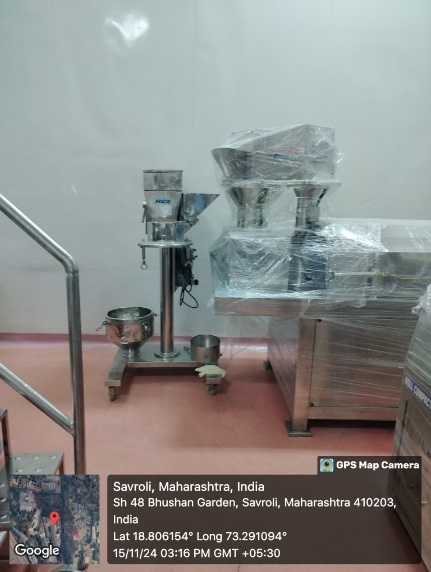 ACE
GPS Map Camera
Savroli, Maharashtra, India
Sh 48 Bhushan Garden, Savroli, Maharashtra 410203,
India
Lat 18.806154° Long 73.291094°
15/11/24 03:16 PM GMT +05:30
Google